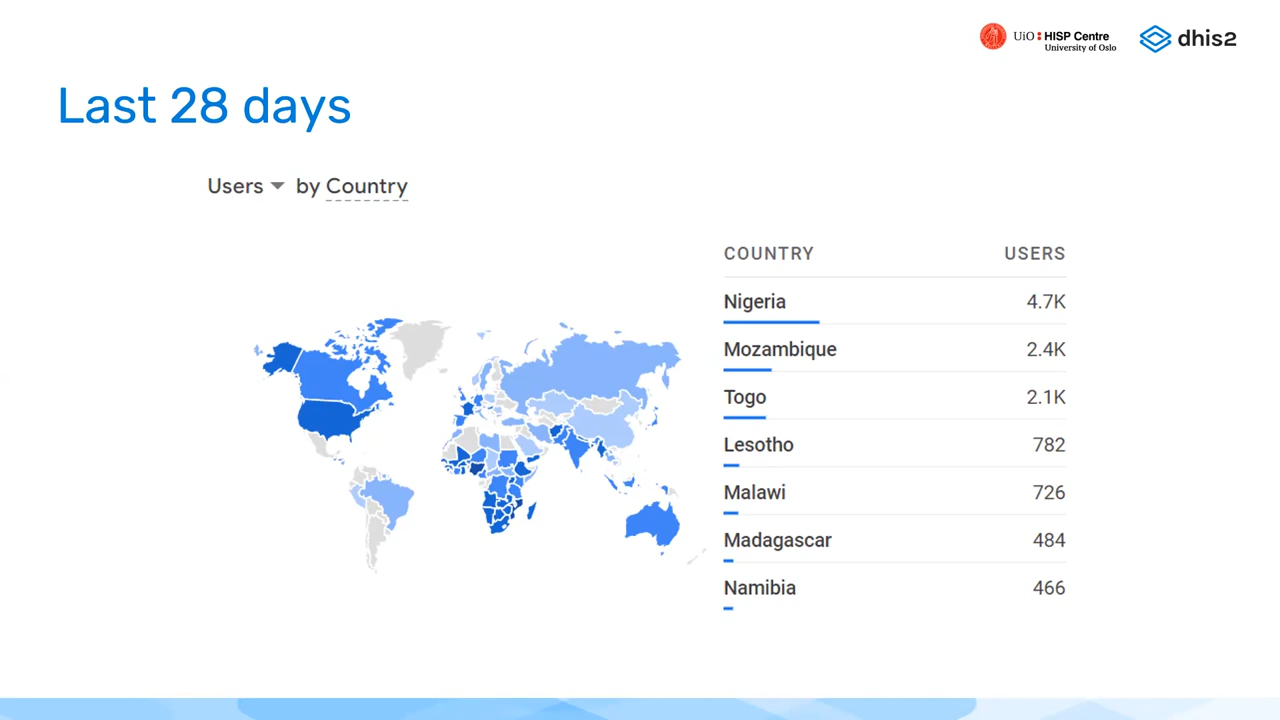 UiO: HISP Centre
University of Oslo
dhis2
Last 28 days
Users by Country
COUNTRY USERS
Nigeria 4.7K
Mozambique 2.4K
Togo 2.1K
Lesotho 782
Malawi 726
Madagascar 484
Namibia 466